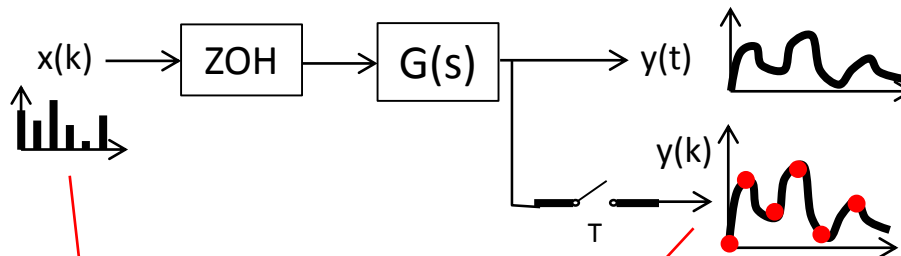 x(k)
ZOH
G(s)
y(t)
y(k)
T